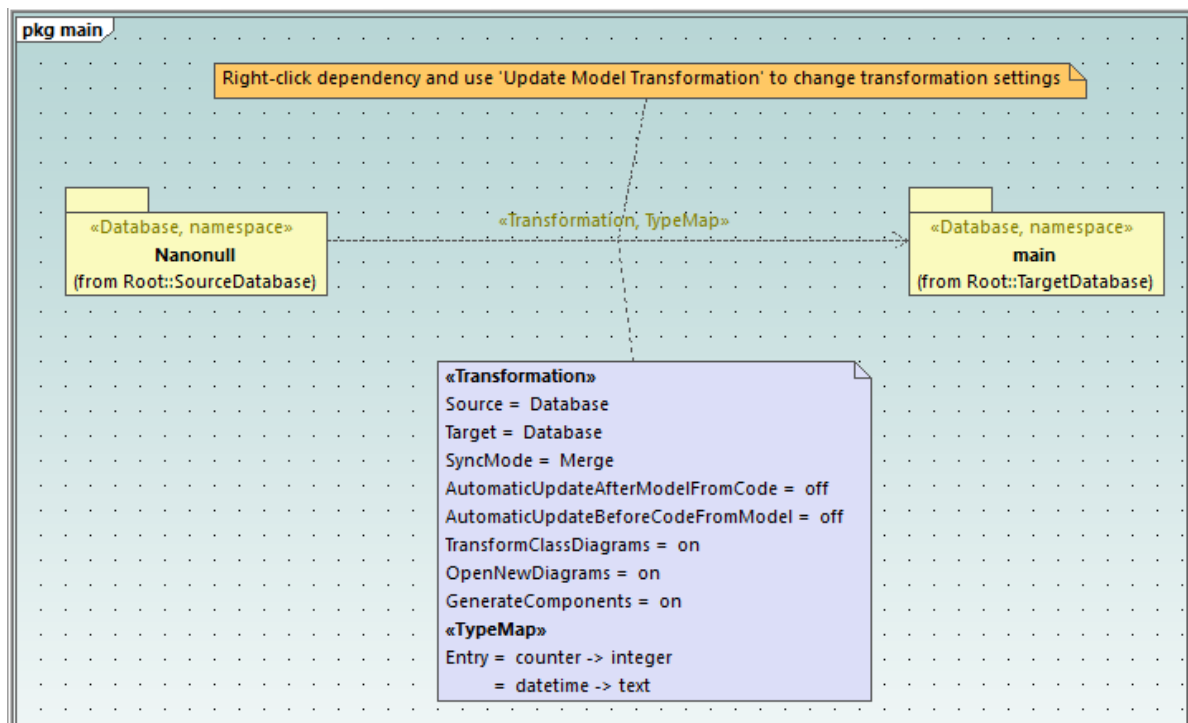 pkg main
Right-click dependency and use 'Update Model Transformation' to change transformation settings
«Transformation, TypeMap»
«Database, namespace»
Nanonull
(from Root::SourceDatabase)
«Database, namespace»
main
(from Root::TargetDatabase)
«Transformation»
Source = Database
Target = Database
SyncMode = Merge
AutomaticUpdateAfterModelFromCode = off
AutomaticUpdateBeforeCodeFromModel = off
TransformClassDiagrams = on
OpenNewDiagrams = on
GenerateComponents = on
«TypeMap»
Entry = counter -> integer
= datetime -> text